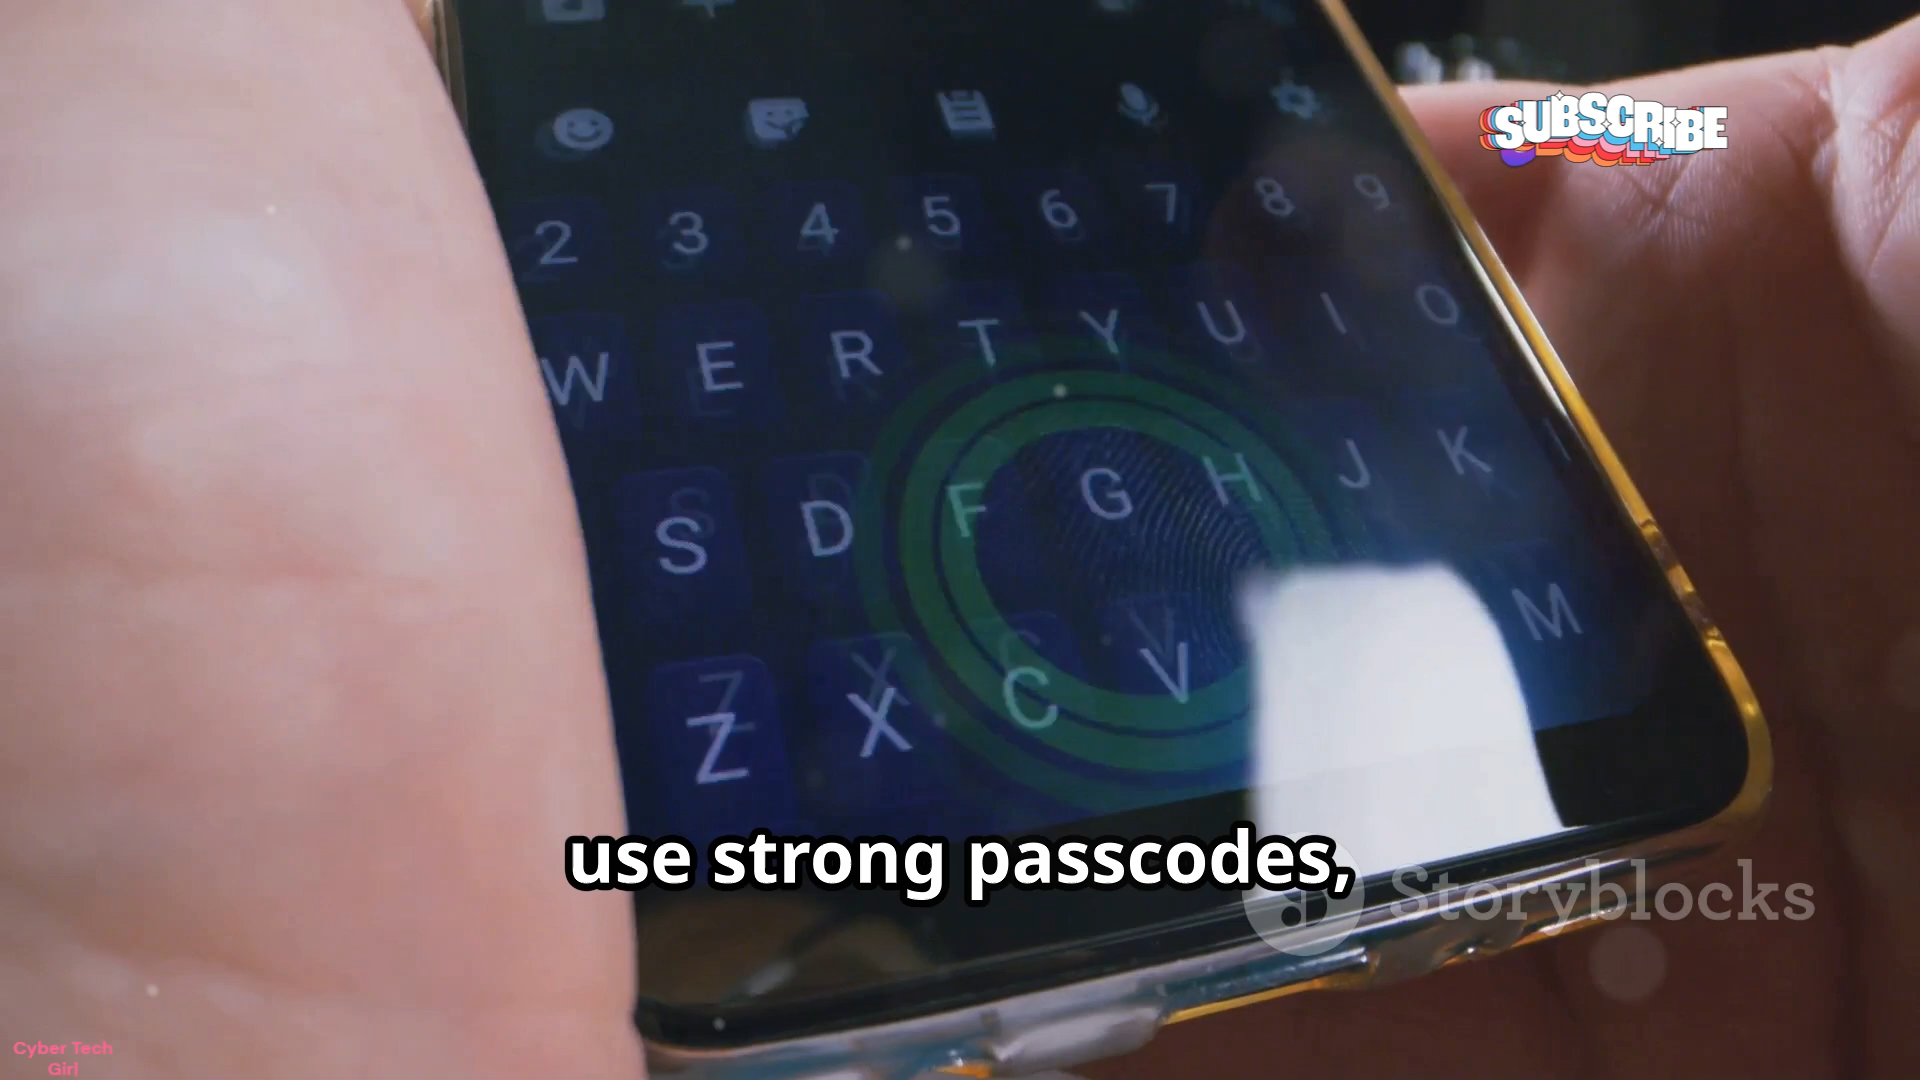 SUBSCRIBE
2 3 4 5 6 7 8 9
W E R T Y U I O
S D F G H J K
Z X C V M
use strong passcodes,
Storyblocks
Cyber Tech
Girl